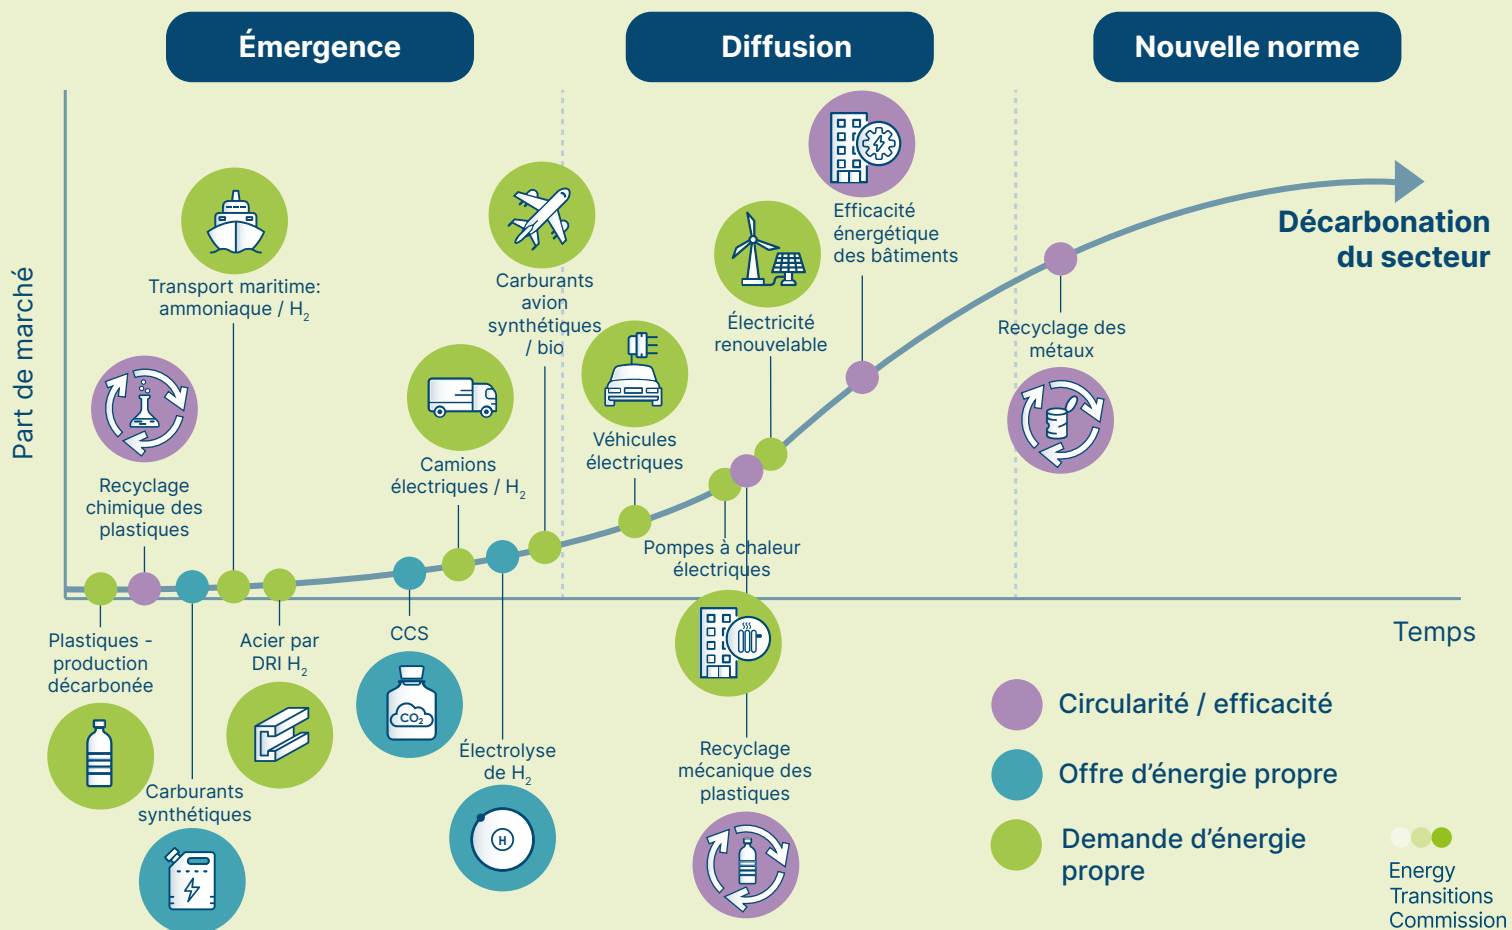 Émergence
Diffusion
Nouvelle norme
Part de marché
Transport maritime:
ammoniaque / H₂
Carburants
avion
synthétiques
/ bio
Efficacité
énergétique
des bâtiments
Décarbonation
du secteur
Électricité
renouvelable
Recyclage des
métaux
Véhicules
électriques
Camions
électriques / H₂
Recyclage
chimique des
plastiques
Pompes à chaleur
électriques
Plastiques -
production
décarbonée
Acier par
DRI H₂
CCS
CO₂
Temps
Carburants
synthétiques
Électrolyse
de H₂
H
Recyclage
mécanique des
plastiques
Circularité / efficacité
Offre d’énergie propre
Demande d’énergie
propre
Energy
Transitions
Commission